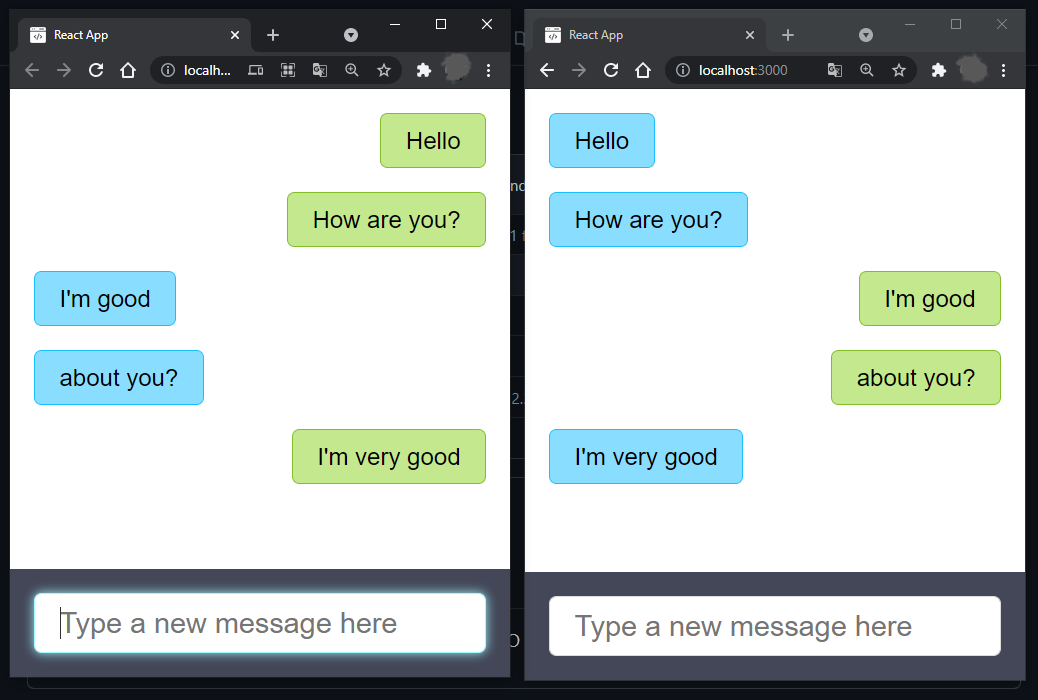 React App
localh...
Hello
How are you?
I'm good
about you?
I'm very good
Type a new message here
React App
localhost:3000
Hello
How are you?
I'm good
about you?
I'm very good
Type a new message here